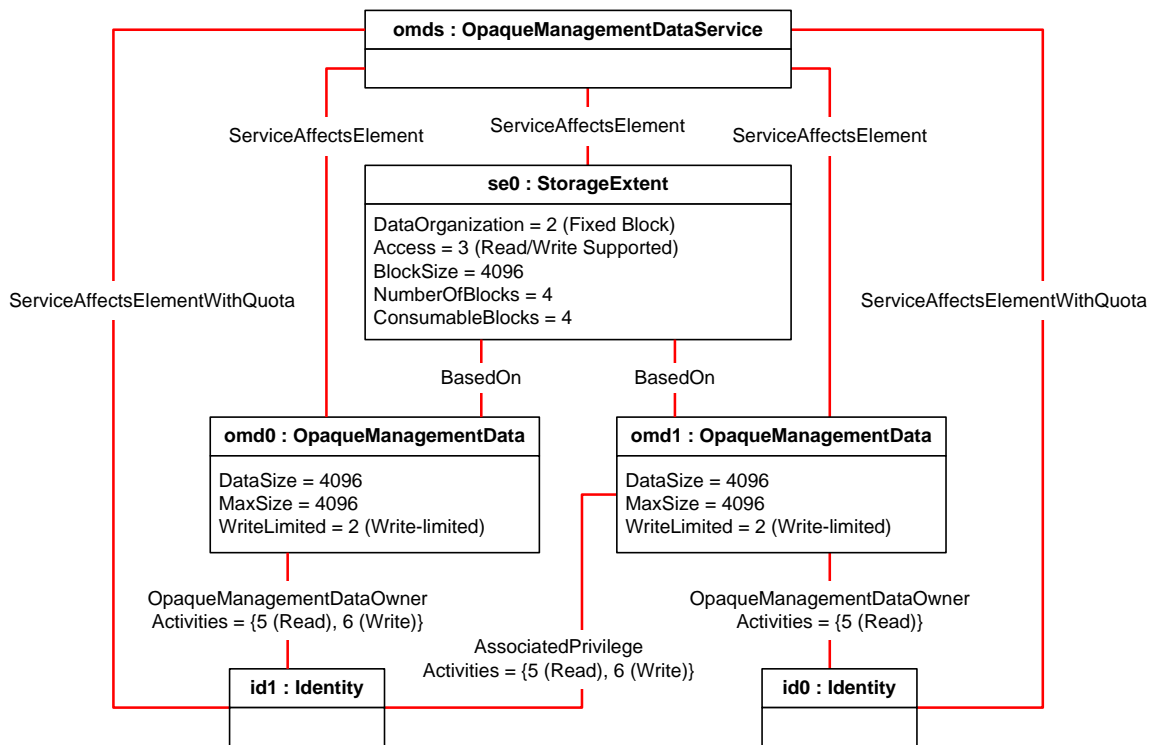 omds : OpaqueManagementDataService
ServiceAffectsElement
ServiceAffectsElement
ServiceAffectsElement
se0 : StorageExtent
DataOrganization = 2 (Fixed Block)
Access = 3 (Read/Write Supported)
BlockSize = 4096
NumberOfBlocks = 4
ConsumableBlocks = 4
ServiceAffectsElementWithQuota
ServiceAffectsElementWithQuota
BasedOn
BasedOn
omd0 : OpaqueManagementData
DataSize = 4096
MaxSize = 4096
WriteLimited = 2 (Write-limited)
omd1 : OpaqueManagementData
DataSize = 4096
MaxSize = 4096
WriteLimited = 2 (Write-limited)
OpaqueManagementDataOwner
Activities = {5 (Read), 6 (Write)}
OpaqueManagementDataOwner
Activities = {5 (Read)}
AssociatedPrivilege
Activities = {5 (Read), 6 (Write)}
id1 : Identity
id0 : Identity